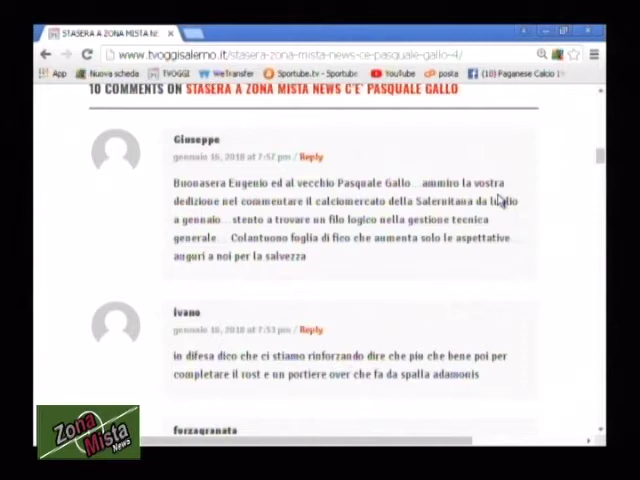 STASERA A ZONA MISTA NE
www.tvoggisalerno.it/stasera-zona-mista-news-ce-pasquale-gallo-4/
App Nuova scheda TVOGGI WeTransfer Sportube.tv - Sportube YouTube posta (10) Paganese Calcio
10 COMMENTS ON STASERA A ZONA MISTA NEWS C'E' PASQUALE GALLO
Giuseppe
gennaio 16, 2018 at 7:57 pm / Reply
Buonasera Eugenio ed al vecchio Pasquale Gallo...ammiro la vostra
dedizione nel commentare il calciomercato della Salernitana da luglio
a gennaio...stento a trovare un filo logico nella gestione tecnica
generale... Colantuono foglia di fico che aumenta solo le aspettative...
auguri a noi per la salvezza
ivano
gennaio 16, 2018 at 7:53 pm / Reply
in difesa dico che ci stiamo rinforzando dire che piu che bene poi per
completare il rost e un portiere over che fa da spalla adamonis
forzagranata
Zona
Mista
News